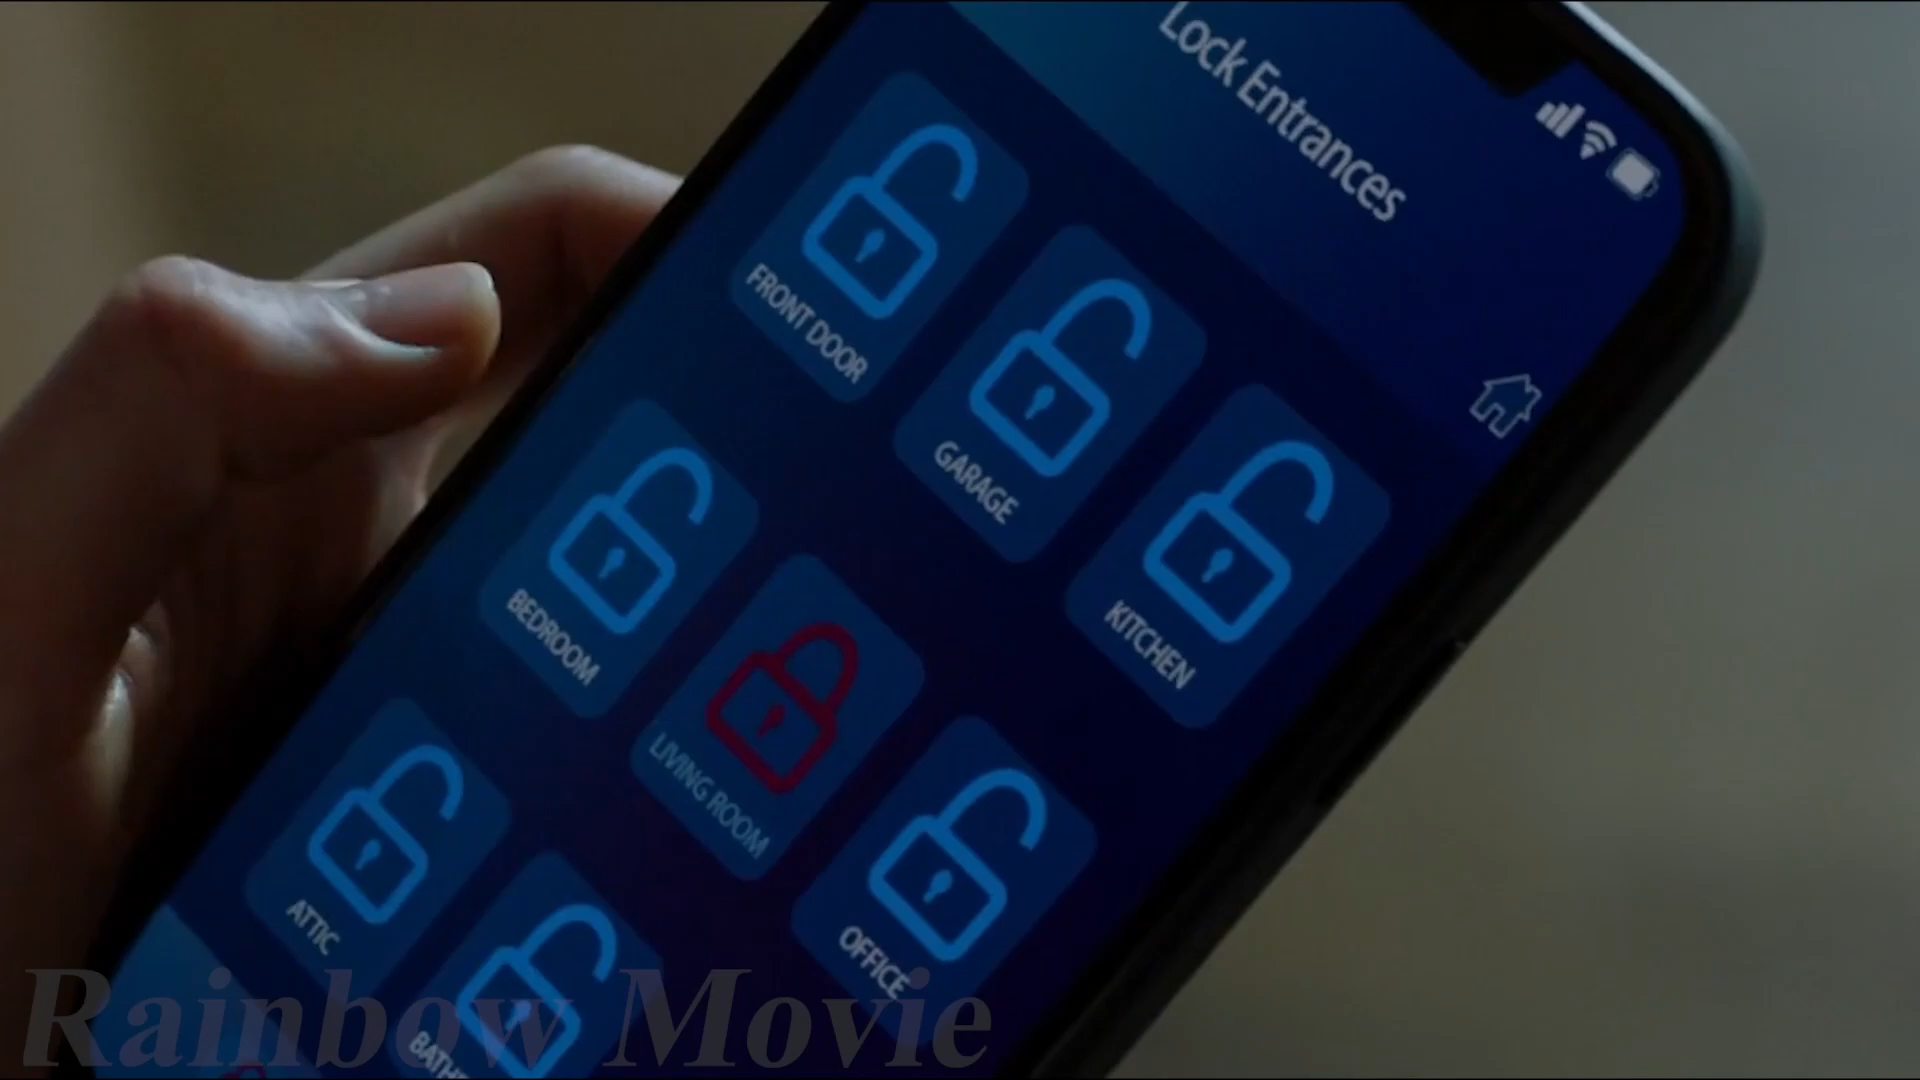 Lock Entrances
FRONT DOOR
GARAGE
KITCHEN
BEDROOM
LIVING ROOM
OFFICE
ATTIC
Rainbow Movie